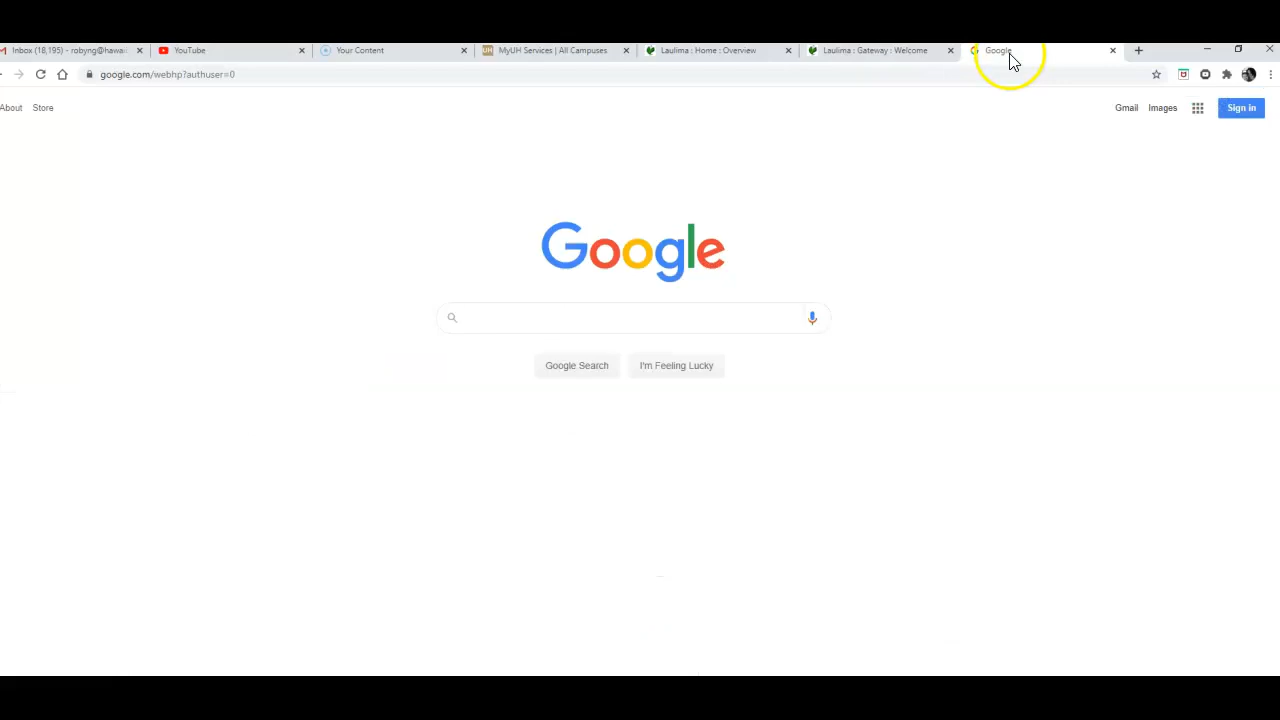 Inbox (18,195) - robyng@hawai
YouTube
Your Content
MyUH Services | All Campuses
Laulima : Home : Overview
Laulima : Gateway : Welcome
Google
google.com/webhp?authuser=0
About Store
Gmail Images Sign in
Google
Google Search I'm Feeling Lucky